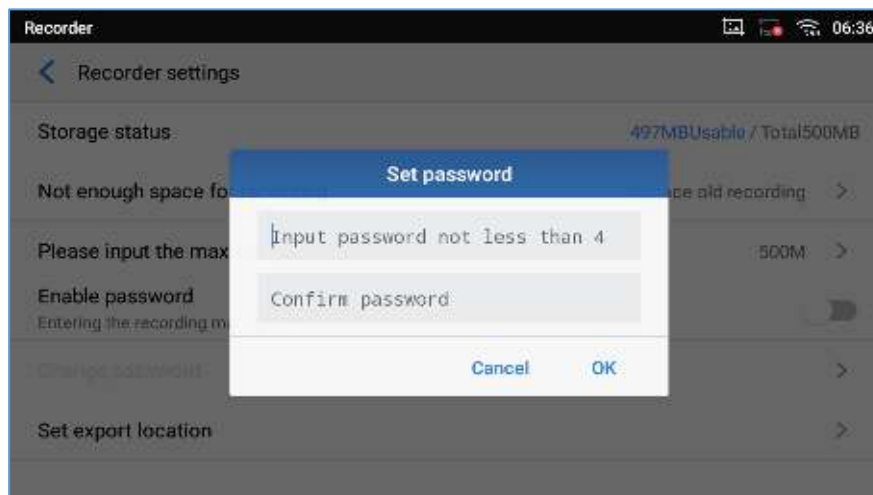 Recorder 06:36
Recorder settings
Storage status 497MBUsable / Total500MB
Set password
Not enough space fo ace old recording
Input password not less than 4
Please input the max 500M
Enable password
Confirm password
Entering the recording m
Cancel OK
Change password
Set export location